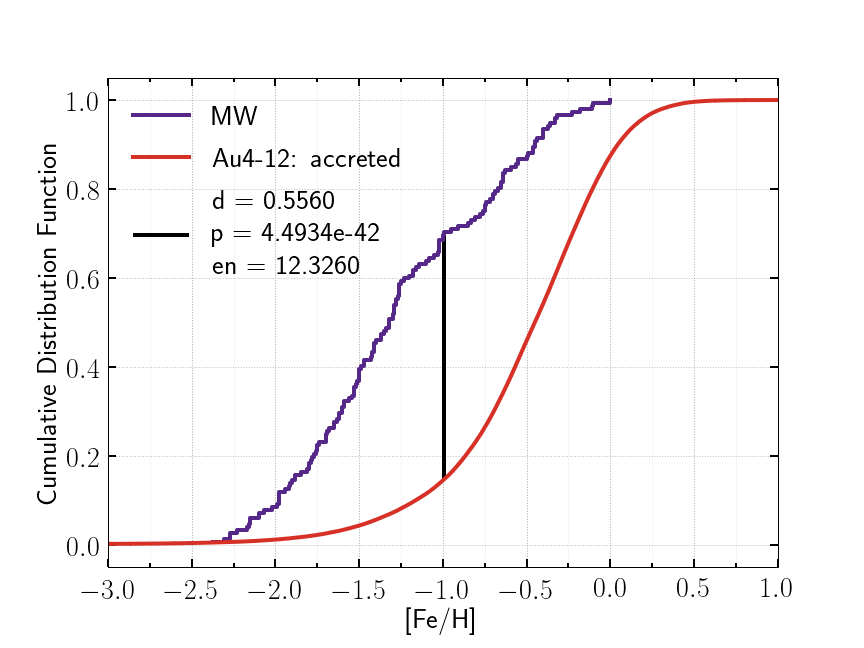 MW
Au4-12: accreted
d = 0.5560
p = 4.4934e-42
en = 12.3260
Cumulative Distribution Function
1.0
0.8
0.6
0.4
0.2
0.0
−3.0 −2.5 −2.0 −1.5 −1.0 −0.5 0.0 0.5 1.0
[Fe/H]